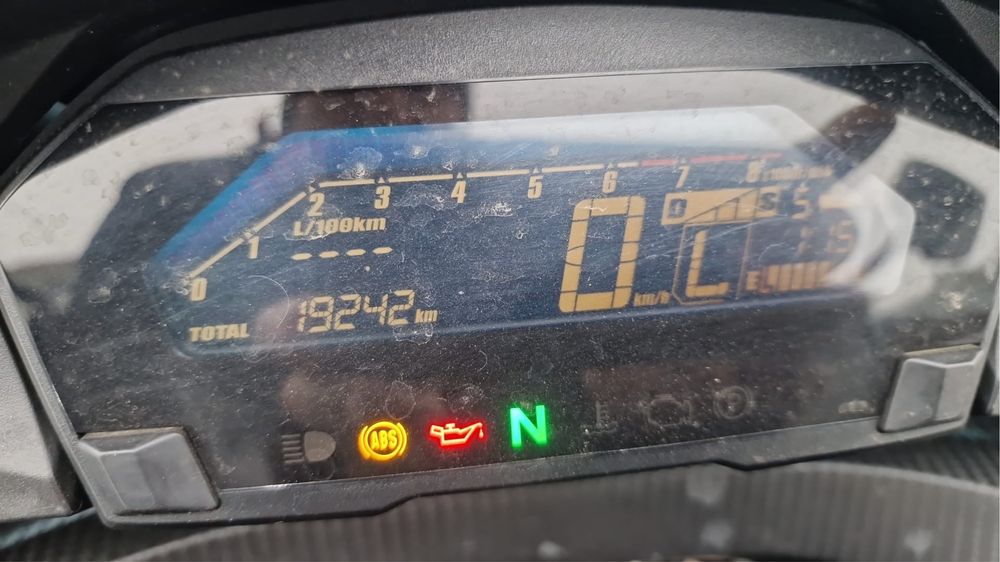 0 1 2 3 4 5 6 7 8
L/100km
----
0 km/h
L
E
TOTAL 19242 km
ABS N